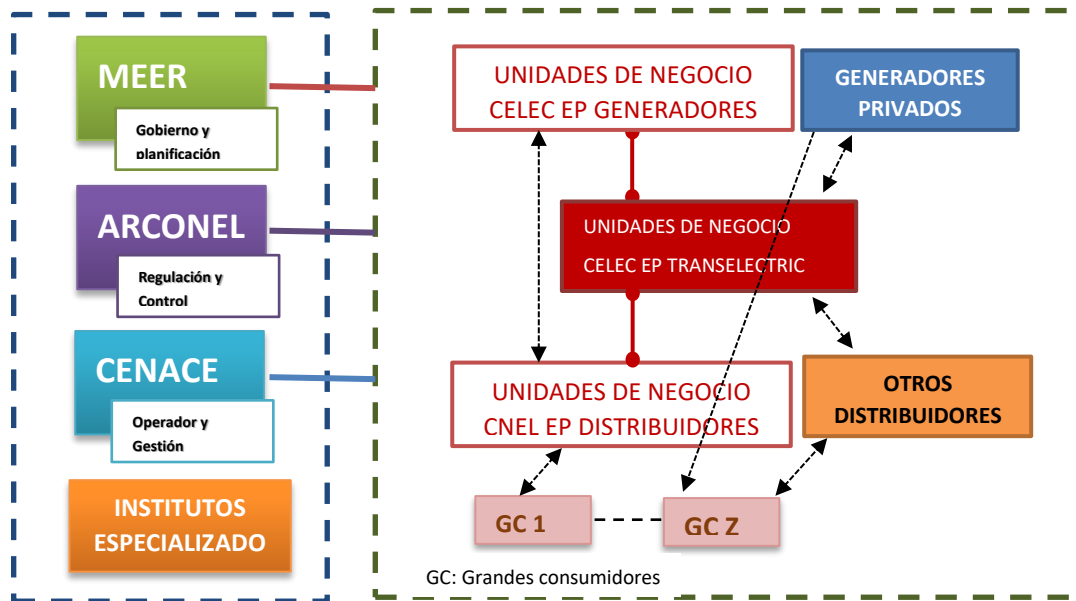 MEER
Gobierno y
planificación
ARCONEL
Regulación y
Control
CENACE
Operador y
Gestión
INSTITUTOS
ESPECIALIZADO
UNIDADES DE NEGOCIO
CELEC EP GENERADORES
GENERADORES
PRIVADOS
UNIDADES DE NEGOCIO
CELEC EP TRANSELECTRIC
UNIDADES DE NEGOCIO
CNEL EP DISTRIBUIDORES
OTROS
DISTRIBUIDORES
GC 1
GC Z
GC: Grandes consumidores